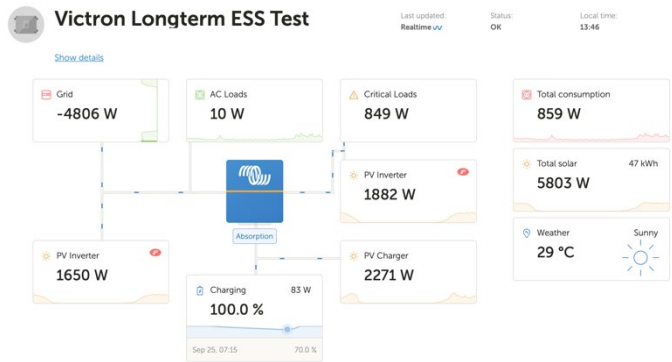 Victron Longterm ESS Test
Last updated:
Realtime
Status:
OK
Local time:
13:46
Show details
Grid
-4806 W
AC Loads
10 W
Critical Loads
849 W
Total consumption
859 W
PV Inverter
1882 W
Total solar
47 kWh
5803 W
Absorption
PV Inverter
1650 W
Charging
83 W
100.0 %
Sep 25, 07:15
70.0 %
PV Charger
2271 W
Weather
Sunny
29 °C